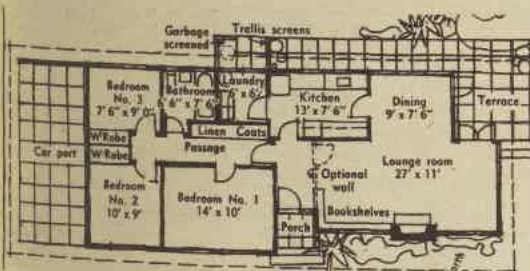 Garbage screened
Trellis screens
Bedroom No. 3 7' 6" x 9' 0"
Bathroom 6' 6" x 7' 6"
Laundry 6' x 6'
Kitchen 13' x 7' 6"
Dining 9' x 7' 6"
Terrace
Linen Coats
W'Robe
W-Robe
Car port
Passage
Optional wall
Lounge room 27' x 11'
Bedroom No. 2 10' x 9'
Bedroom No. 1 14' x 10'
Bookshelves
Porch
North